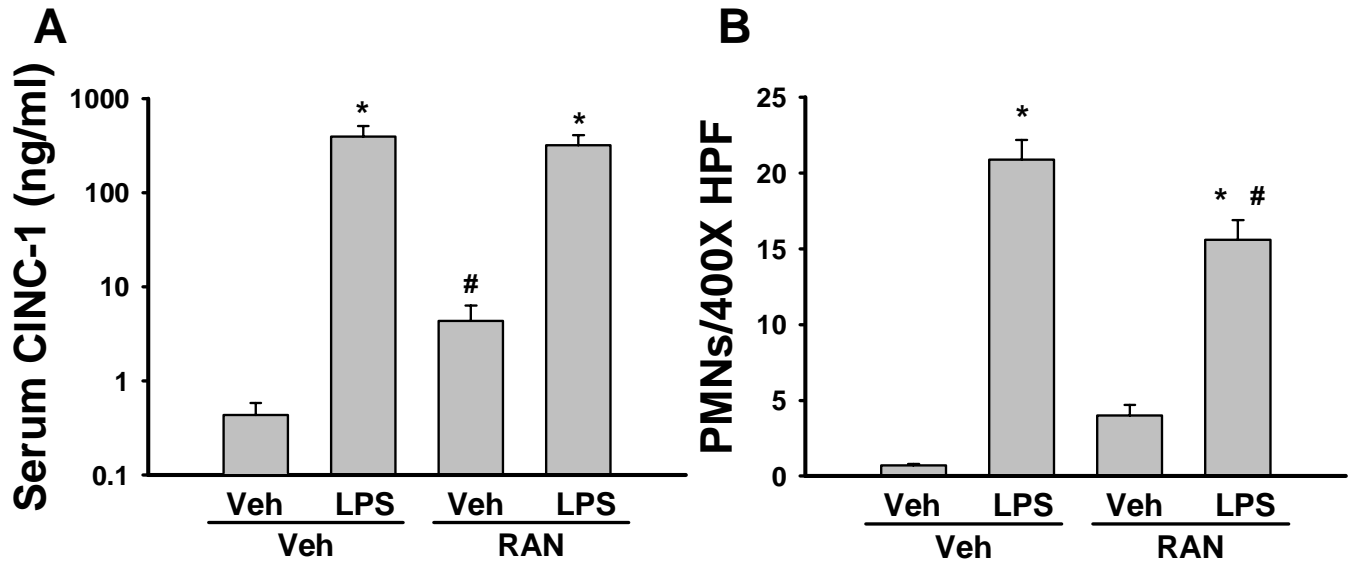 A
Serum CINC-1 (ng/ml)
1000
100
10
1
0.1
*
#
*
Veh LPS Veh LPS
Veh RAN
B
PMNs/400X HPF
25
20
15
10
5
0
*
* #
Veh LPS Veh LPS
Veh RAN